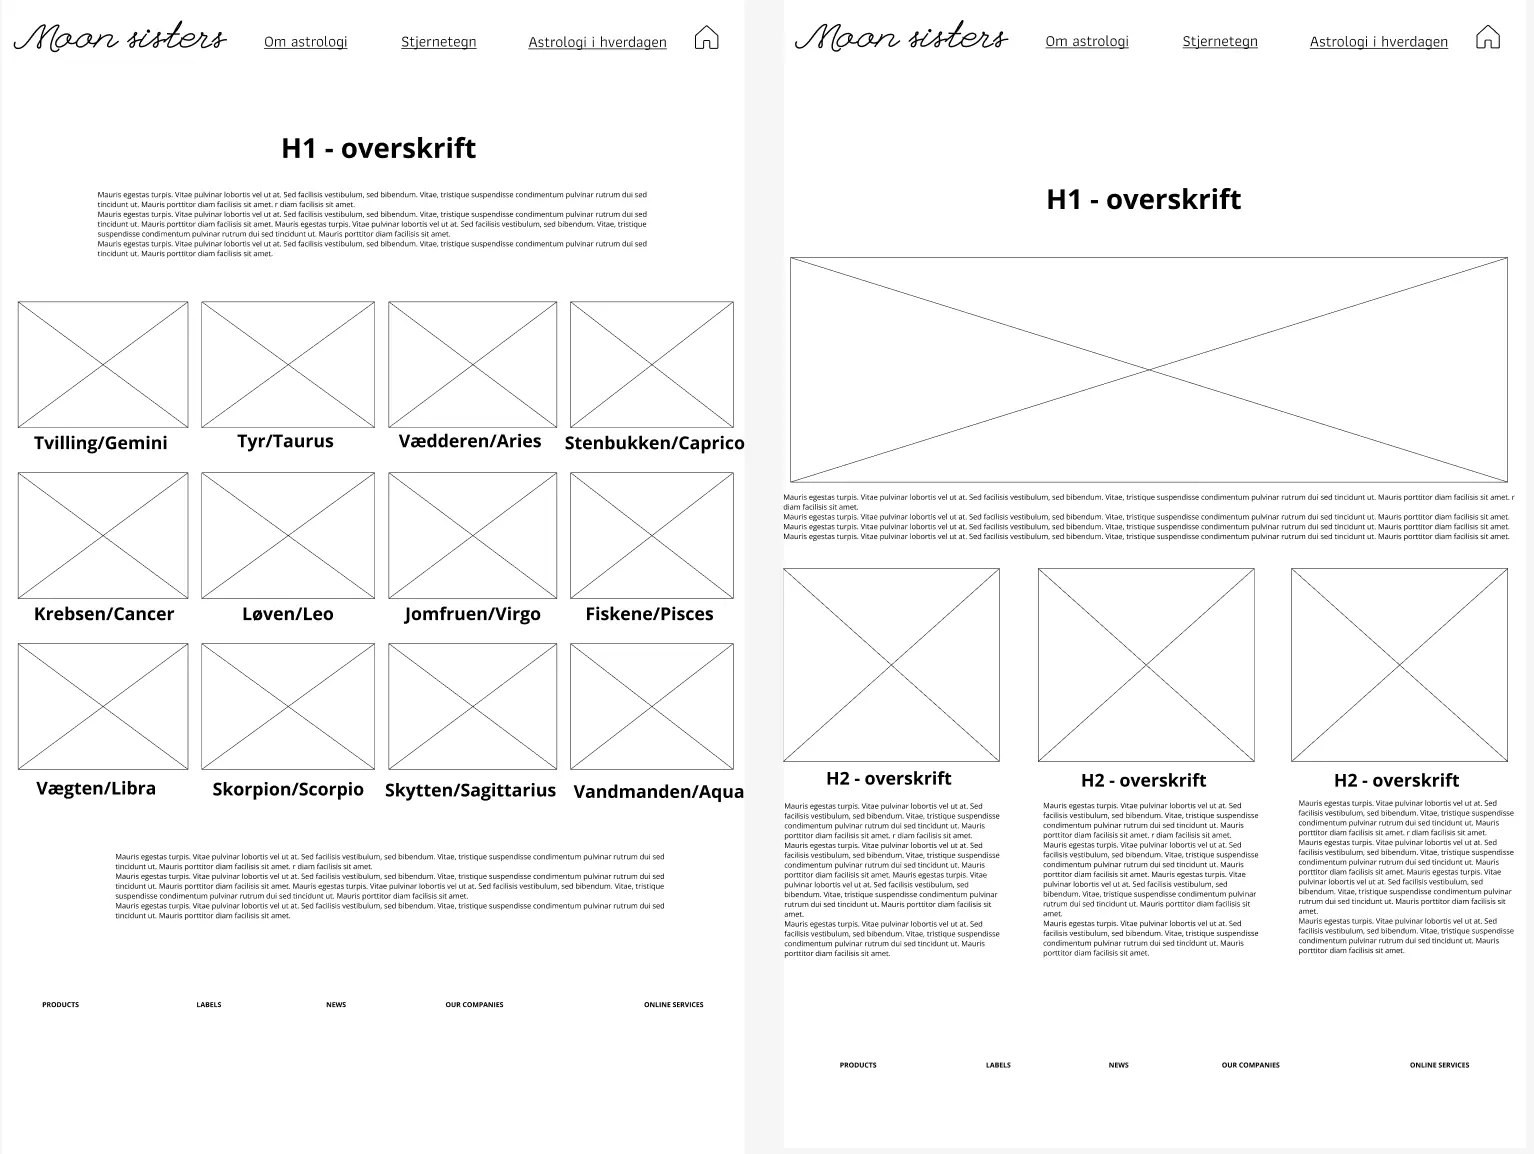 Moon sisters
Om astrologi
Stjernetegn
Astrologi i hverdagen
H1 - overskrift
Mauris egestas turpis. Vitae pulvinar lobortis vel ut at. Sed facilisis vestibulum, sed bibendum. Vitae, tristique suspendisse condimentum pulvinar rutrum dui sed
tincidunt ut. Mauris porttitor diam facilisis sit amet. r diam facilisis sit amet.
Mauris egestas turpis. Vitae pulvinar lobortis vel ut at. Sed facilisis vestibulum, sed bibendum. Vitae, tristique suspendisse condimentum pulvinar rutrum dui sed
tincidunt ut. Mauris porttitor diam facilisis sit amet. Mauris egestas turpis. Vitae pulvinar lobortis vel ut at. Sed facilisis vestibulum, sed bibendum. Vitae, tristique
suspendisse condimentum pulvinar rutrum dui sed tincidunt ut. Mauris porttitor diam facilisis sit amet.
Mauris egestas turpis. Vitae pulvinar lobortis vel ut at. Sed facilisis vestibulum, sed bibendum. Vitae, tristique suspendisse condimentum pulvinar rutrum dui sed
tincidunt ut. Mauris porttitor diam facilisis sit amet.
Tvilling/Gemini
Tyr/Taurus
Vædderen/Aries
Stenbukken/Caprico
Krebsen/Cancer
Løven/Leo
Jomfruen/Virgo
Fiskene/Pisces
Vægten/Libra
Skorpion/Scorpio
Skytten/Sagittarius
Vandmanden/Aqua
Mauris egestas turpis. Vitae pulvinar lobortis vel ut at. Sed facilisis vestibulum, sed bibendum. Vitae, tristique suspendisse condimentum pulvinar rutrum dui sed
tincidunt ut. Mauris porttitor diam facilisis sit amet. r diam facilisis sit amet.
Mauris egestas turpis. Vitae pulvinar lobortis vel ut at. Sed facilisis vestibulum, sed bibendum. Vitae, tristique suspendisse condimentum pulvinar rutrum dui sed
tincidunt ut. Mauris porttitor diam facilisis sit amet. Mauris egestas turpis. Vitae pulvinar lobortis vel ut at. Sed facilisis vestibulum, sed bibendum. Vitae, tristique
suspendisse condimentum pulvinar rutrum dui sed tincidunt ut. Mauris porttitor diam facilisis sit amet.
Mauris egestas turpis. Vitae pulvinar lobortis vel ut at. Sed facilisis vestibulum, sed bibendum. Vitae, tristique suspendisse condimentum pulvinar rutrum dui sed
tincidunt ut. Mauris porttitor diam facilisis sit amet.
PRODUCTS
LABELS
NEWS
OUR COMPANIES
ONLINE SERVICES
Moon sisters
Om astrologi
Stjernetegn
Astrologi i hverdagen
H1 - overskrift
Mauris egestas turpis. Vitae pulvinar lobortis vel ut at. Sed facilisis vestibulum, sed bibendum. Vitae, tristique suspendisse condimentum pulvinar rutrum dui sed tincidunt ut. Mauris porttitor diam facilisis sit amet. r
diam facilisis sit amet.
Mauris egestas turpis. Vitae pulvinar lobortis vel ut at. Sed facilisis vestibulum, sed bibendum. Vitae, tristique suspendisse condimentum pulvinar rutrum dui sed tincidunt ut. Mauris porttitor diam facilisis sit amet.
Mauris egestas turpis. Vitae pulvinar lobortis vel ut at. Sed facilisis vestibulum, sed bibendum. Vitae, tristique suspendisse condimentum pulvinar rutrum dui sed tincidunt ut. Mauris porttitor diam facilisis sit amet.
Mauris egestas turpis. Vitae pulvinar lobortis vel ut at. Sed facilisis vestibulum, sed bibendum. Vitae, tristique suspendisse condimentum pulvinar rutrum dui sed tincidunt ut. Mauris porttitor diam facilisis sit amet.
H2 - overskrift
Mauris egestas turpis. Vitae pulvinar lobortis vel ut at. Sed
facilisis vestibulum, sed bibendum. Vitae, tristique suspendisse
condimentum pulvinar rutrum dui sed tincidunt ut. Mauris
porttitor diam facilisis sit amet. r diam facilisis sit amet.
Mauris egestas turpis. Vitae pulvinar lobortis vel ut at. Sed
facilisis vestibulum, sed bibendum. Vitae, tristique suspendisse
condimentum pulvinar rutrum dui sed tincidunt ut. Mauris
porttitor diam facilisis sit amet. Mauris egestas turpis. Vitae
pulvinar lobortis vel ut at. Sed facilisis vestibulum, sed
bibendum. Vitae, tristique suspendisse condimentum pulvinar
rutrum dui sed tincidunt ut. Mauris porttitor diam facilisis sit
amet.
Mauris egestas turpis. Vitae pulvinar lobortis vel ut at. Sed
facilisis vestibulum, sed bibendum. Vitae, tristique suspendisse
condimentum pulvinar rutrum dui sed tincidunt ut. Mauris
porttitor diam facilisis sit amet.
H2 - overskrift
Mauris egestas turpis. Vitae pulvinar lobortis vel ut at. Sed
facilisis vestibulum, sed bibendum. Vitae, tristique suspendisse
condimentum pulvinar rutrum dui sed tincidunt ut. Mauris
porttitor diam facilisis sit amet. r diam facilisis sit amet.
Mauris egestas turpis. Vitae pulvinar lobortis vel ut at. Sed
facilisis vestibulum, sed bibendum. Vitae, tristique suspendisse
condimentum pulvinar rutrum dui sed tincidunt ut. Mauris
porttitor diam facilisis sit amet. Mauris egestas turpis. Vitae
pulvinar lobortis vel ut at. Sed facilisis vestibulum, sed
bibendum. Vitae, tristique suspendisse condimentum pulvinar
rutrum dui sed tincidunt ut. Mauris porttitor diam facilisis sit
amet.
Mauris egestas turpis. Vitae pulvinar lobortis vel ut at. Sed
facilisis vestibulum, sed bibendum. Vitae, tristique suspendisse
condimentum pulvinar rutrum dui sed tincidunt ut. Mauris
porttitor diam facilisis sit amet.
H2 - overskrift
Mauris egestas turpis. Vitae pulvinar lobortis vel ut at. Sed
facilisis vestibulum, sed bibendum. Vitae, tristique suspendisse
condimentum pulvinar rutrum dui sed tincidunt ut. Mauris
porttitor diam facilisis sit amet. r diam facilisis sit amet.
Mauris egestas turpis. Vitae pulvinar lobortis vel ut at. Sed
facilisis vestibulum, sed bibendum. Vitae, tristique suspendisse
condimentum pulvinar rutrum dui sed tincidunt ut. Mauris
porttitor diam facilisis sit amet. Mauris egestas turpis. Vitae
pulvinar lobortis vel ut at. Sed facilisis vestibulum, sed
bibendum. Vitae, tristique suspendisse condimentum pulvinar
rutrum dui sed tincidunt ut. Mauris porttitor diam facilisis sit
amet.
Mauris egestas turpis. Vitae pulvinar lobortis vel ut at. Sed
facilisis vestibulum, sed bibendum. Vitae, tristique suspendisse
condimentum pulvinar rutrum dui sed tincidunt ut. Mauris
porttitor diam facilisis sit amet.
PRODUCTS
LABELS
NEWS
OUR COMPANIES
ONLINE SERVICES